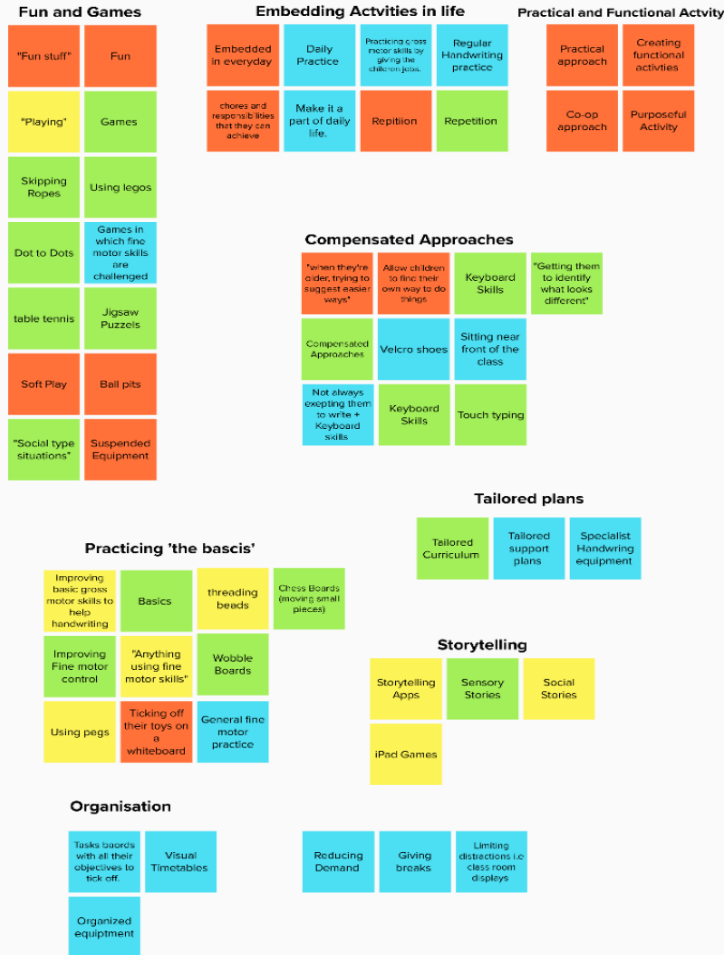 Fun and Games
"Fun stuff"
Fun
"Playing"
Games
Skipping
Ropes
Using legos
Dot to Dots
Games in
which fine
motor skills
are
challenged
table tennis
Jigsaw
Puzzels
Soft Play
Ball pits
"Social type
situations"
Suspended
Equipment
Embedding Actvities in life
Embedded
in everyday
Daily
Practice
Practicing gross
motor skills by
giving the
children jobs.
Regular
Handwriting
practice
chores and
responsibilities
that they can
achieve
Make it a
part of daily
life.
Repitiion
Repetition
Practical and Functional Actvity
Practical
approach
Creating
functional
activties
Co-op
approach
Purposeful
Activity
Compensated Approaches
"when they're
older, trying to
suggest easier
ways"
Allow children
to find their
own way to do
things
Keyboard
Skills
"Getting them
to identify
what looks
different"
Compensated
Approaches
Velcro shoes
Sitting near
front of the
class
Not always
exepting them
to write +
Keyboard
skills
Keyboard
Skills
Touch typing
Tailored plans
Tailored
Curriculum
Tailored
support
plans
Specialist
Handwring
equipment
Practicing 'the bascis'
Improving
basic gross
motor skills to
help
handwriting
Basics
threading
beads
Chess Boards
(moving small
pieces)
Improving
Fine motor
control
"Anything
using fine
motor skills"
Wobble
Boards
Using pegs
Ticking off
their toys on
a
whiteboard
General fine
motor
practice
Storytelling
Storytelling
Apps
Sensory
Stories
Social
Stories
iPad Games
Organisation
Tasks baords
with all their
objectives to
tick off.
Visual
Timetables
Organized
equiptment
Reducing
Demand
Giving
breaks
Limiting
distractions i.e
class room
displays